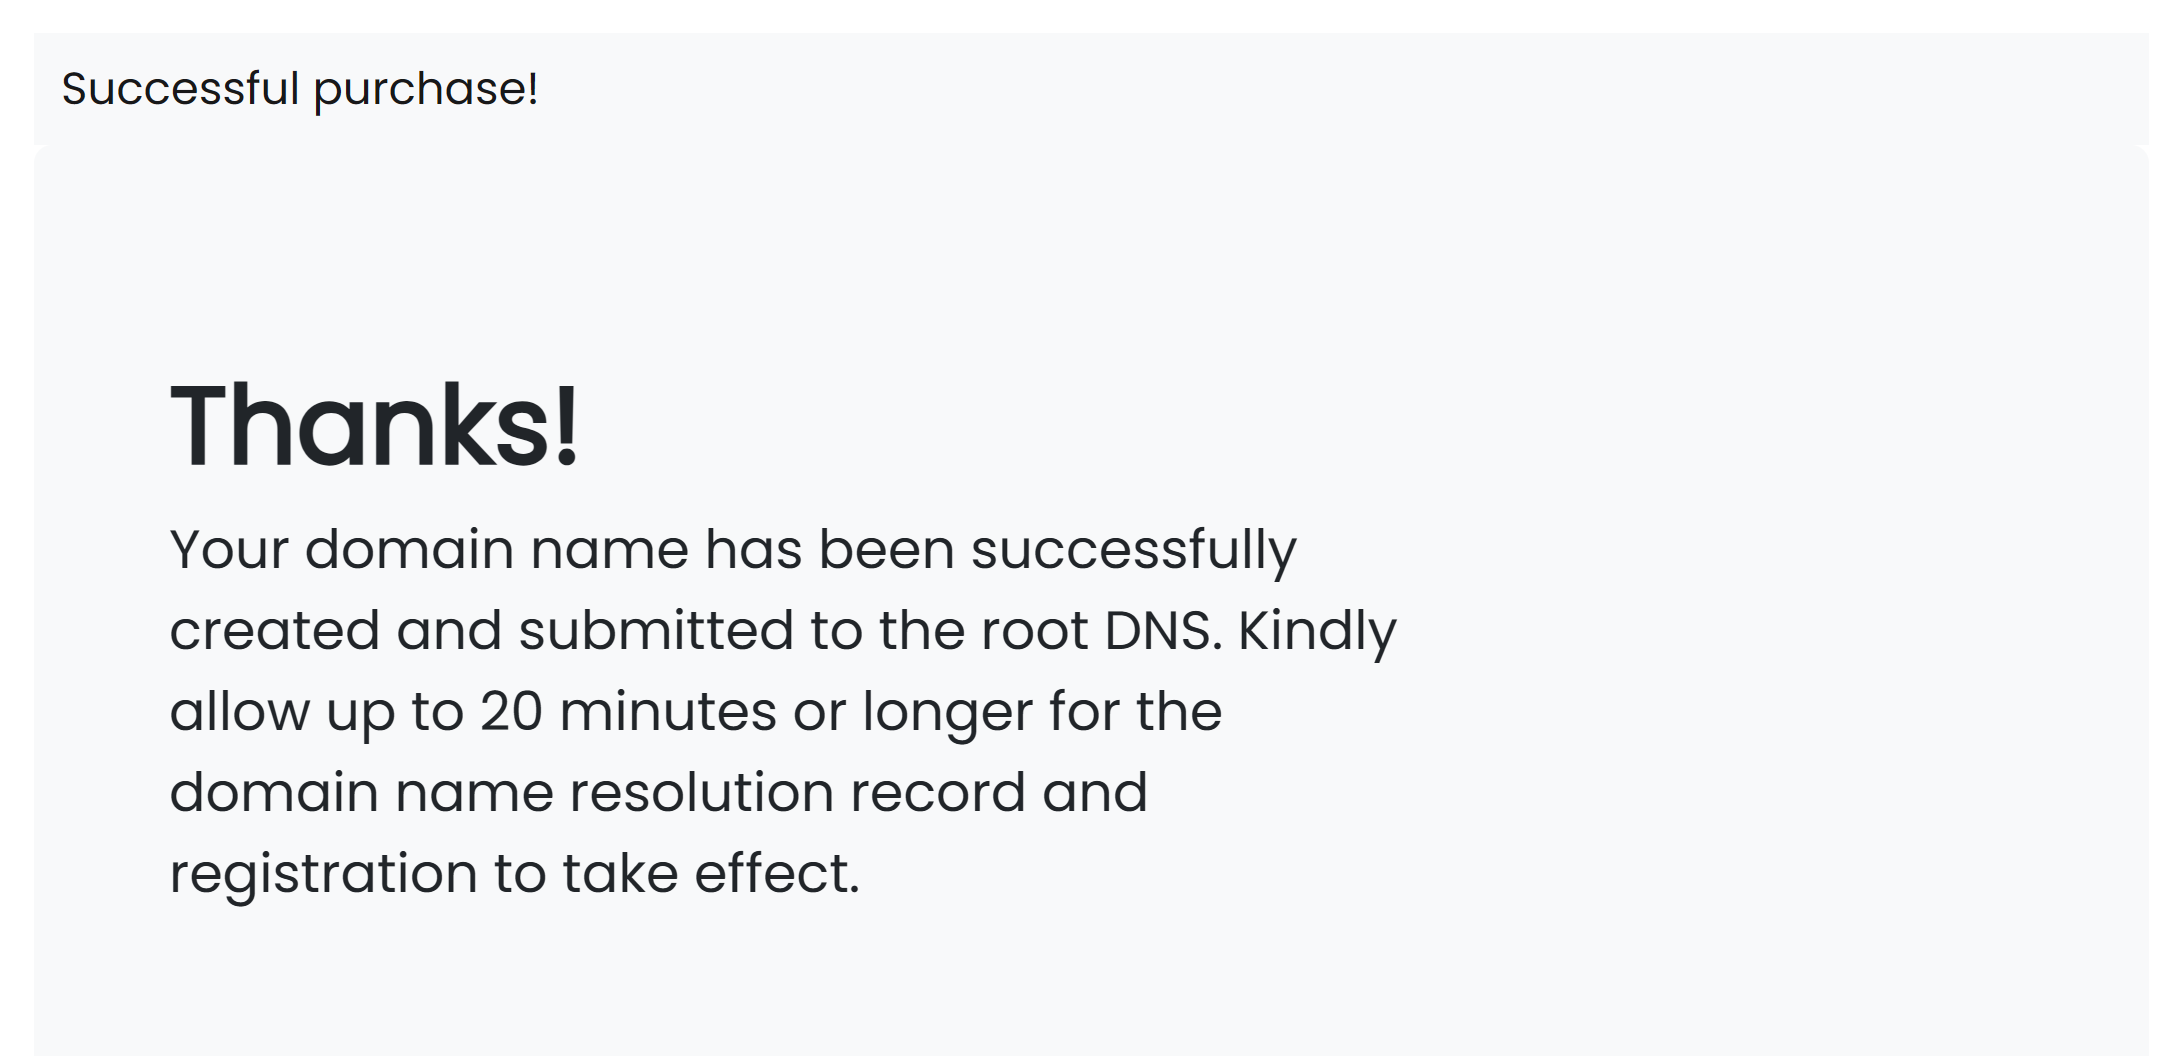 Successful purchase!
Thanks!
Your domain name has been successfully
created and submitted to the root DNS. Kindly
allow up to 20 minutes or longer for the
domain name resolution record and
registration to take effect.